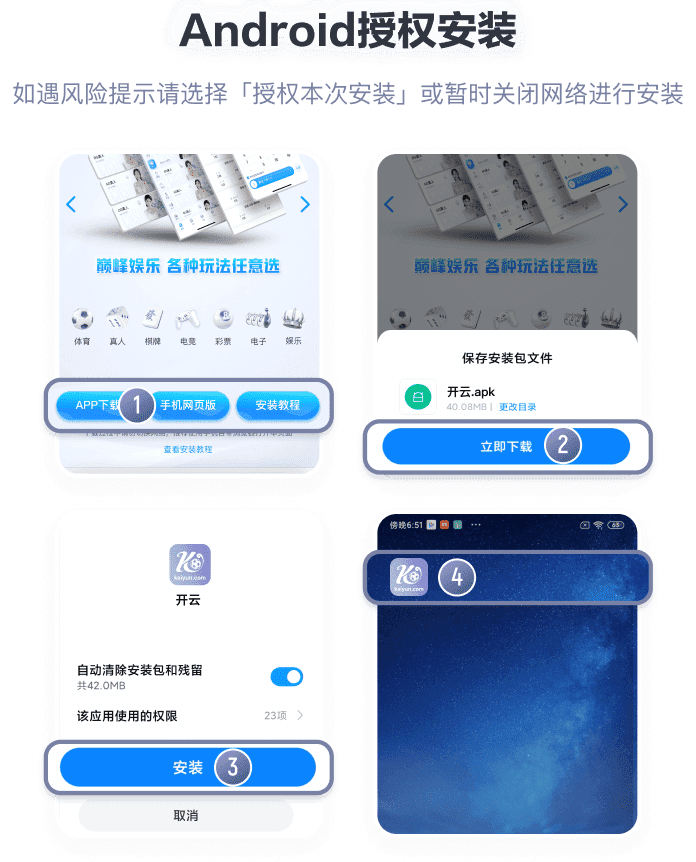 Android授权安装
如遇风险提示请选择「授权本次安装」或暂时关闭网络进行安装
巅峰娱乐 各种玩法任意选
体育 真人 棋牌 电竞 彩票 电子 娱乐
APP下载 1 手机网页版 安装教程
查看安装教程
巅峰娱乐 各种玩法任意选
保存安装包文件
开云.apk
40.08MB | 更改目录
立即下载 2
K
kaiyun.com
开云
自动清除安装包和残留
共42.0MB
该应用使用的权限 23项
安装 3
取消
傍晚6:51 ··· 63
K
kaiyun.com
4